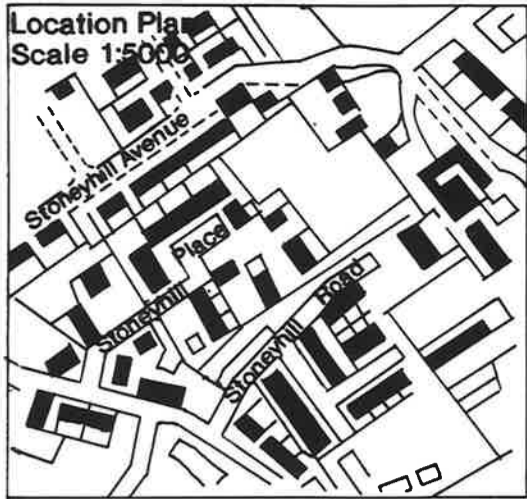 Location Plan
Scale 1:5000
Stoneyhill Avenue
Stoneyhill Place
Stoneyhill Road